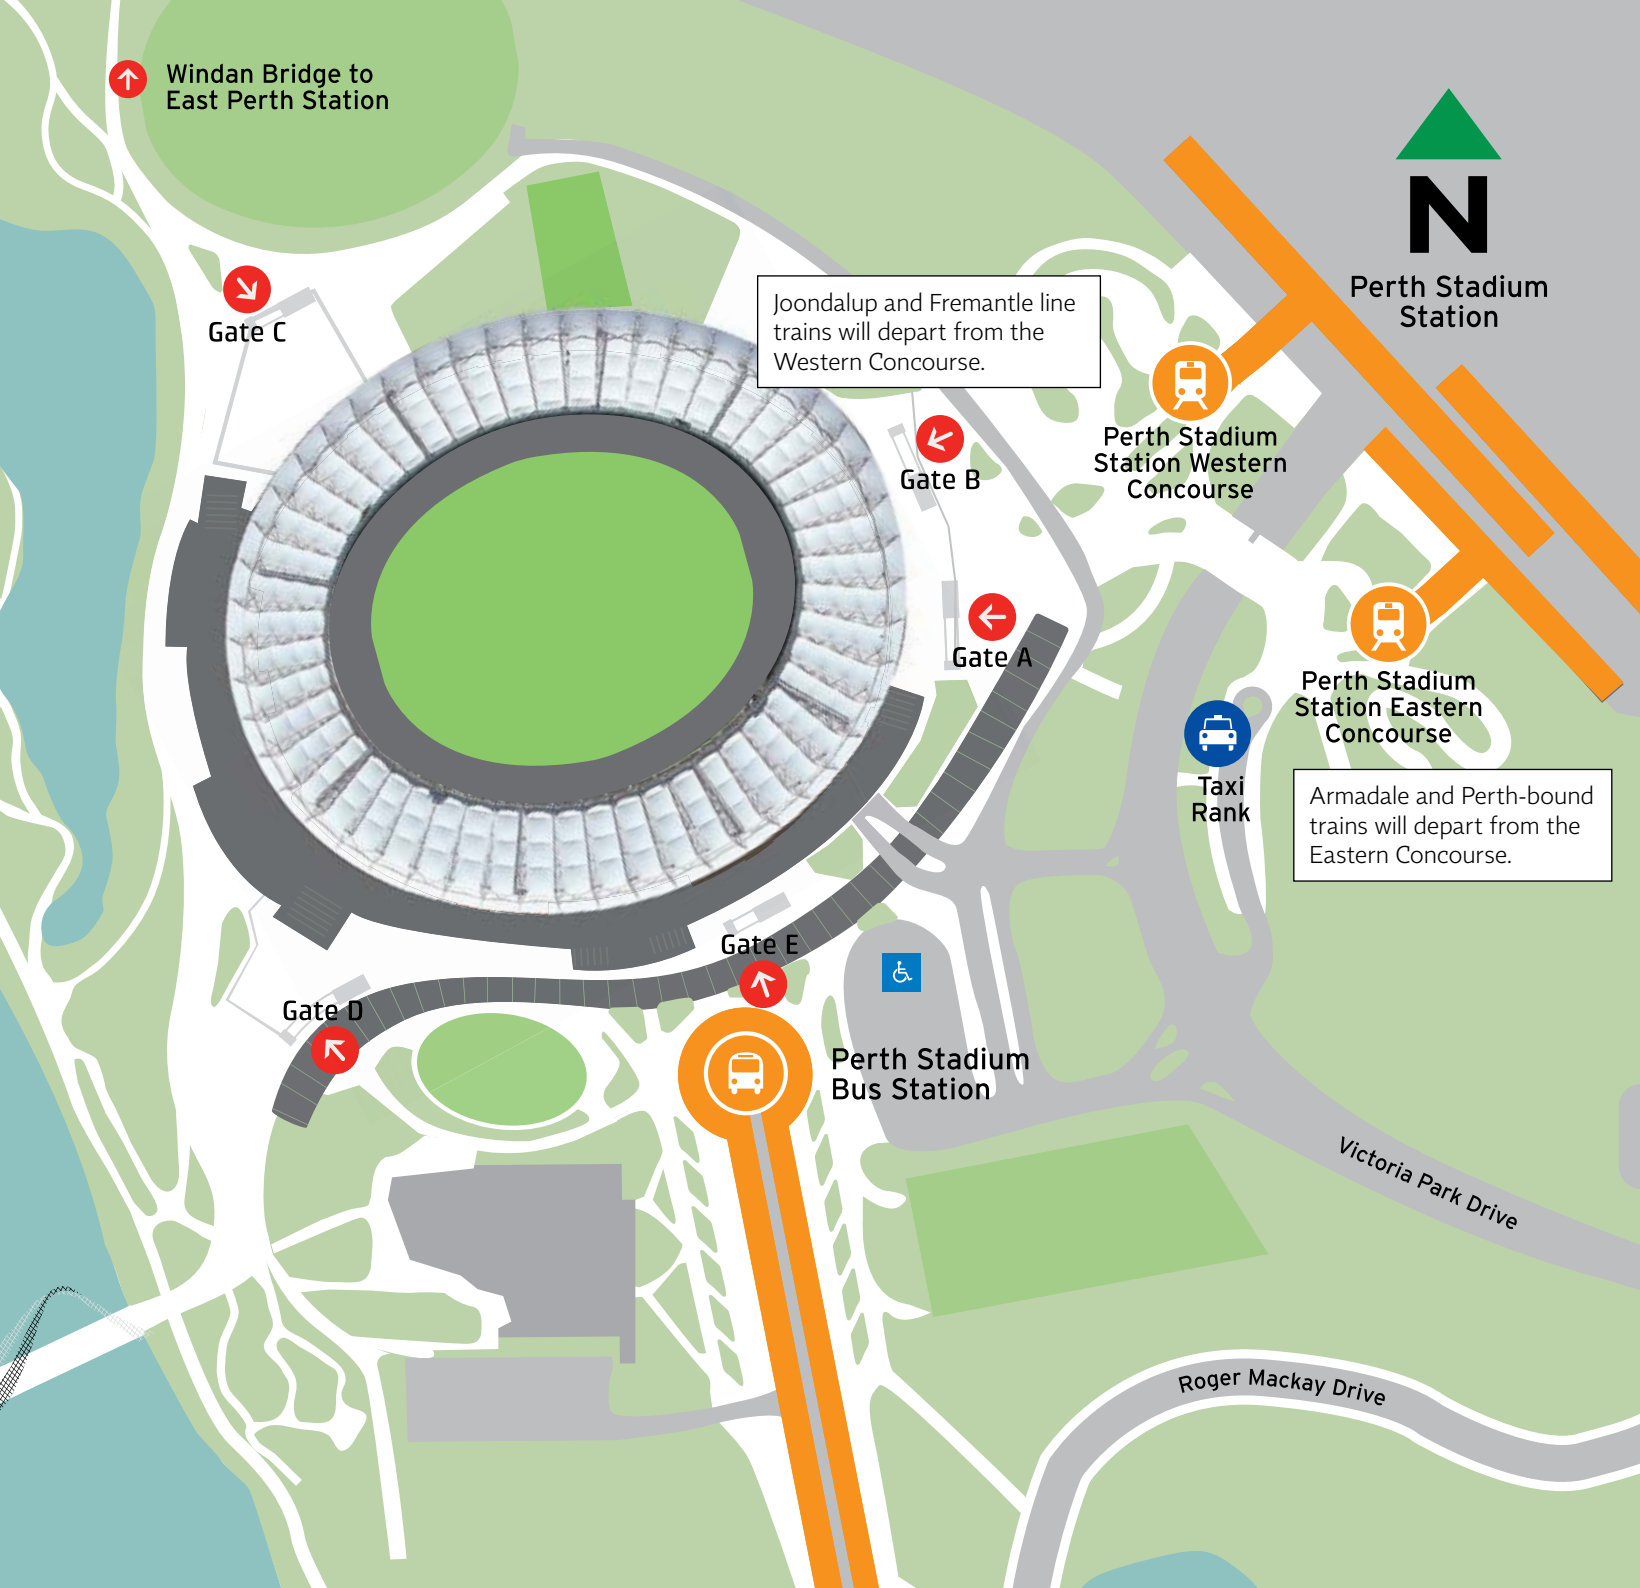 Windan Bridge to
East Perth Station
N
Perth Stadium
Station
Gate C
Joondalup and Fremantle line
trains will depart from the
Western Concourse.
Perth Stadium
Station Western
Concourse
Gate B
Gate A
Perth Stadium
Station Eastern
Concourse
Taxi
Rank
Armadale and Perth-bound
trains will depart from the
Eastern Concourse.
Gate E
Gate D
Perth Stadium
Bus Station
Victoria Park Drive
Roger Mackay Drive